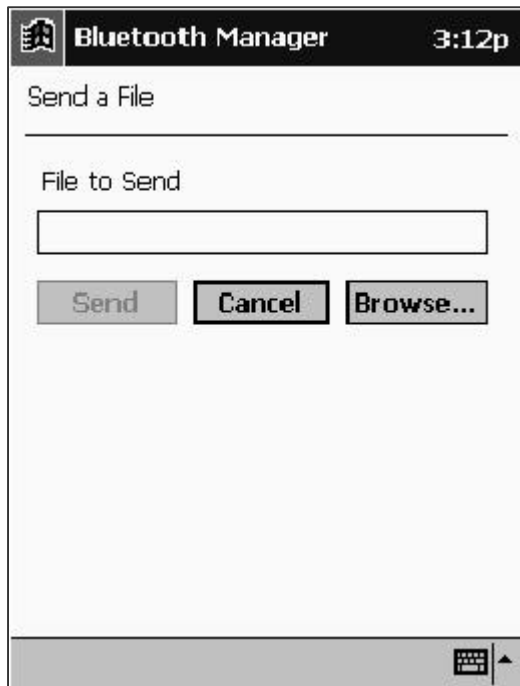 Bluetooth Manager 3:12p
Send a File
File to Send
Send Cancel Browse...